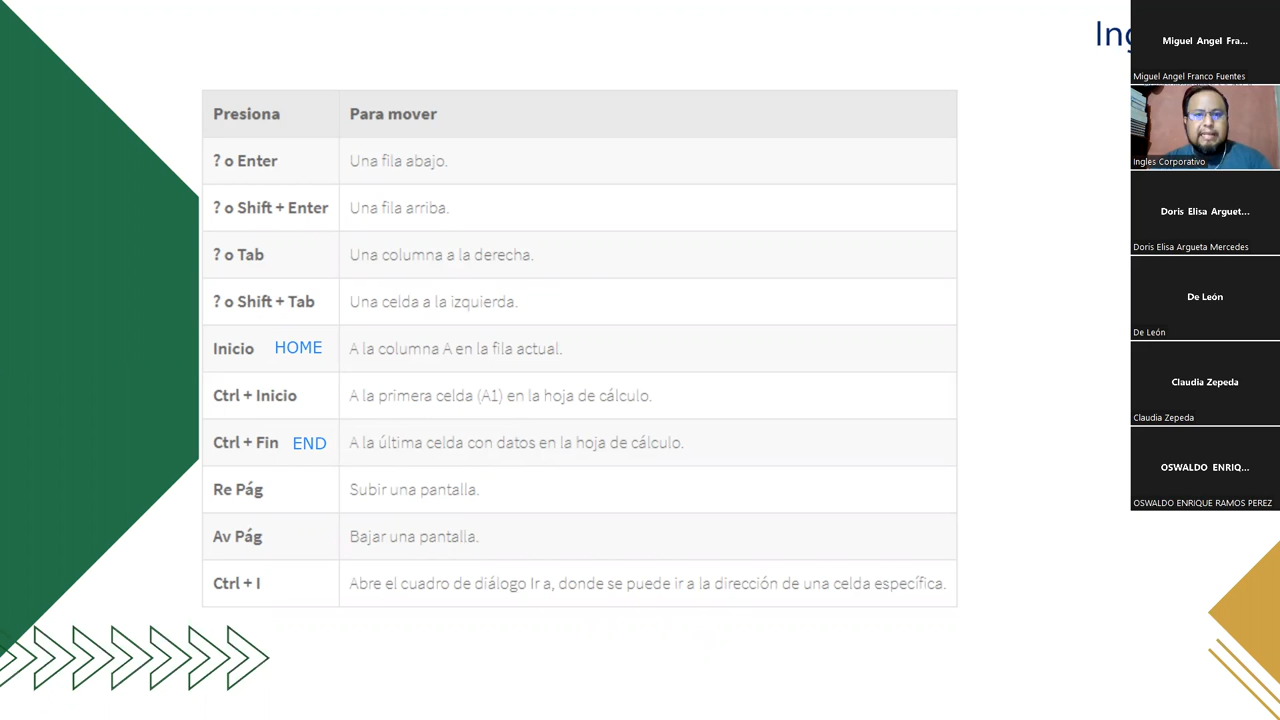 Presiona Para mover
? o Enter Una fila abajo.
? o Shift + Enter Una fila arriba.
? o Tab Una columna a la derecha.
? o Shift + Tab Una celda a la izquierda.
Inicio HOME A la columna A en la fila actual.
Ctrl + Inicio A la primera celda (A1) en la hoja de cálculo.
Ctrl + Fin END A la última celda con datos en la hoja de cálculo.
Re Pág Subir una pantalla.
Av Pág Bajar una pantalla.
Ctrl + I Abre el cuadro de diálogo Ir a, donde se puede ir a la dirección de una celda específica.
Miguel Angel Fra...
Miguel Angel Franco Fuentes
Ingles Corporativo
Doris Elisa Arguet...
Doris Elisa Argueta Mercedes
De León
De León
Claudia Zepeda
Claudia Zepeda
OSWALDO ENRIQ...
OSWALDO ENRIQUE RAMOS PEREZ